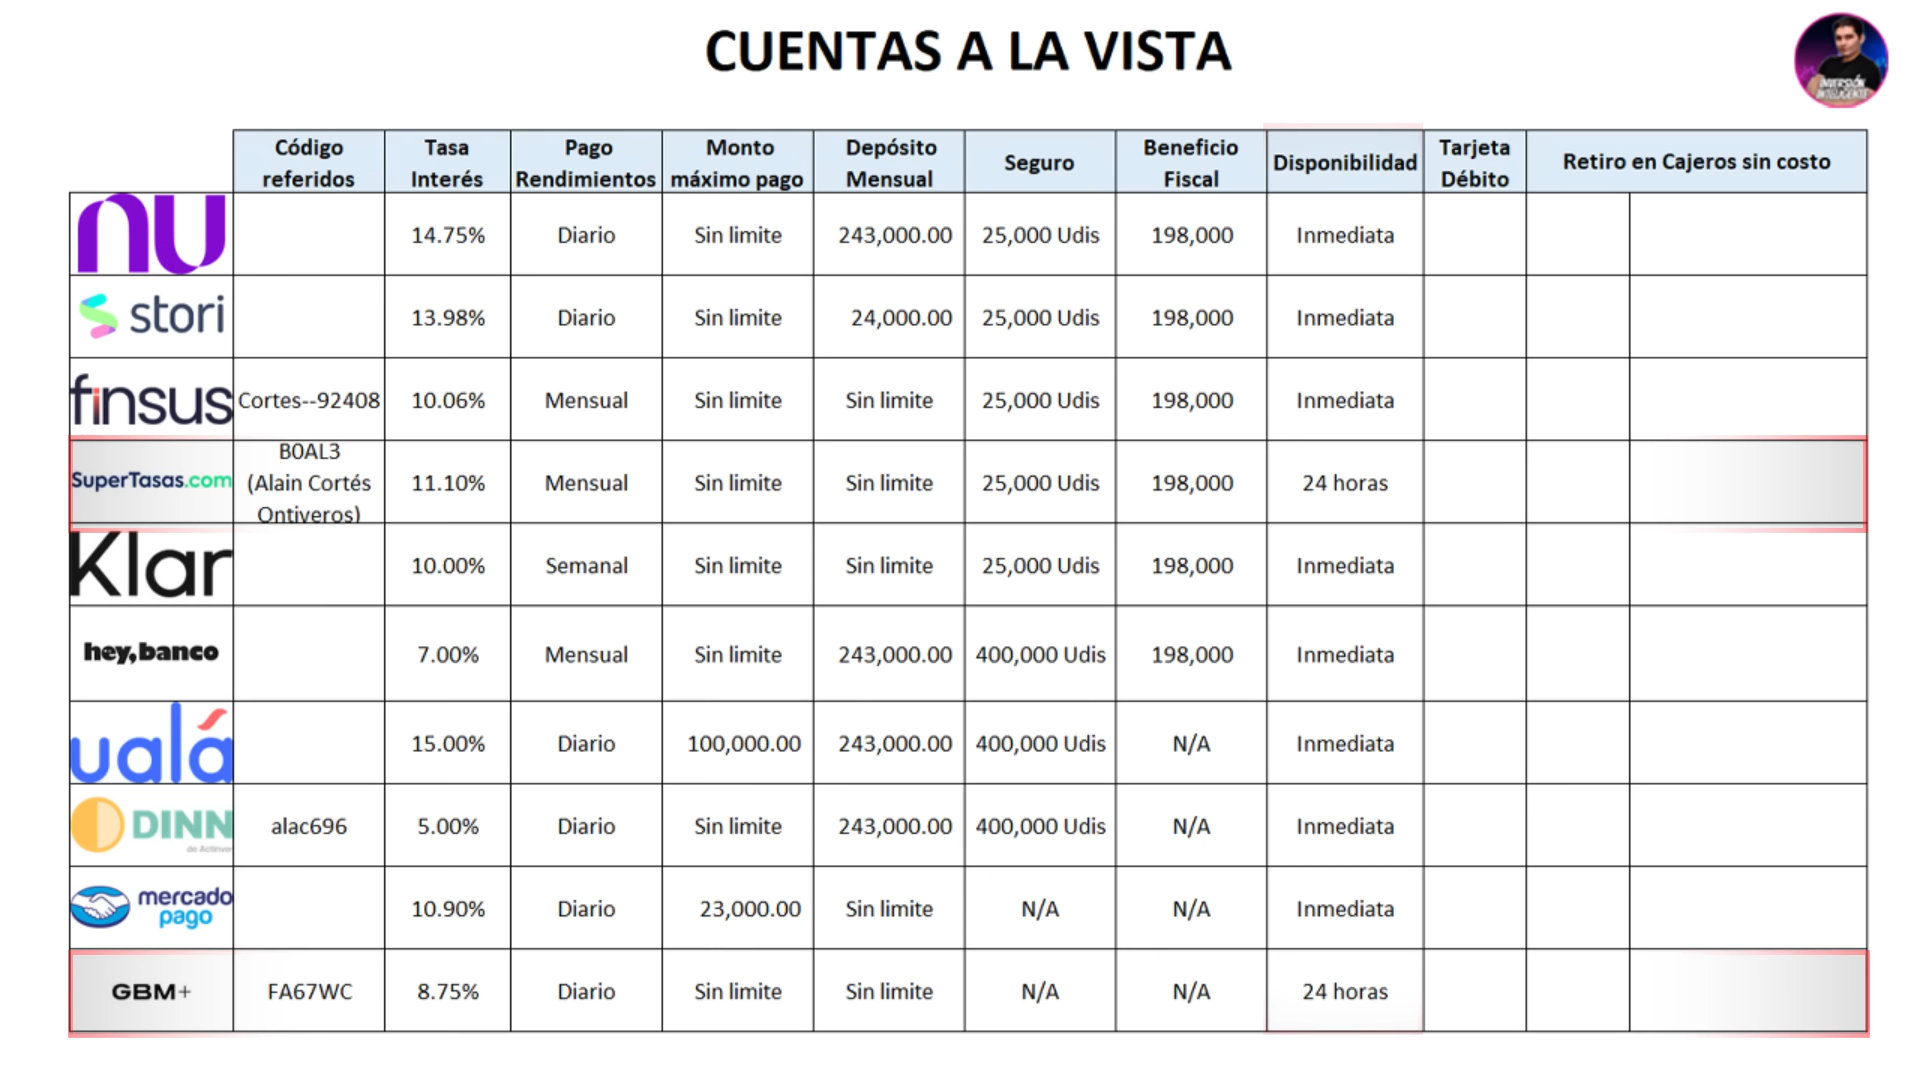 CUENTAS A LA VISTA
INVERSIÓN
INTELIGENTE
Código referidos
Tasa Interés
Pago Rendimientos
Monto máximo pago
Depósito Mensual
Seguro
Beneficio Fiscal
Disponibilidad
Tarjeta Débito
Retiro en Cajeros sin costo
nu 14.75% Diario Sin limite 243,000.00 25,000 Udis 198,000 Inmediata
stori 13.98% Diario Sin limite 24,000.00 25,000 Udis 198,000 Inmediata
finsus Cortes--92408 10.06% Mensual Sin limite Sin limite 25,000 Udis 198,000 Inmediata
SuperTasas.com B0AL3 (Alain Cortés Ontiveros) 11.10% Mensual Sin limite Sin limite 25,000 Udis 198,000 24 horas
Klar 10.00% Semanal Sin limite Sin limite 25,000 Udis 198,000 Inmediata
hey,banco 7.00% Mensual Sin limite 243,000.00 400,000 Udis 198,000 Inmediata
ualá 15.00% Diario 100,000.00 243,000.00 400,000 Udis N/A Inmediata
DINN de Actinver alac696 5.00% Diario Sin limite 243,000.00 400,000 Udis N/A Inmediata
mercado pago 10.90% Diario 23,000.00 Sin limite N/A N/A Inmediata
GBM+ FA67WC 8.75% Diario Sin limite Sin limite N/A N/A 24 horas